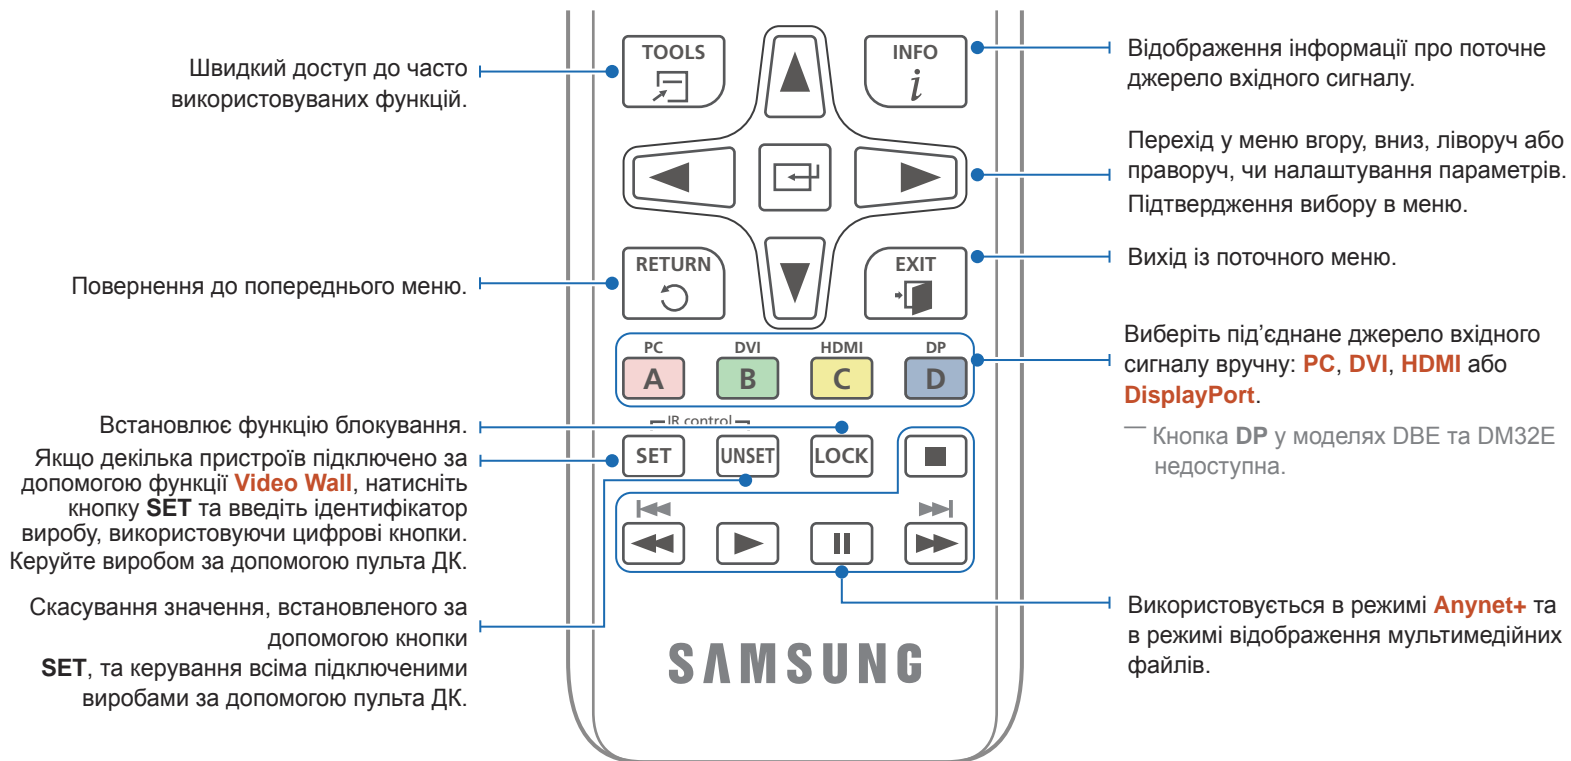 Швидкий доступ до часто
використовуваних функцій.
Повернення до попереднього меню.
Встановлює функцію блокування.
Якщо декілька пристроїв підключено за
допомогою функції Video Wall, натисніть
кнопку SET та введіть ідентифікатор
виробу, використовуючи цифрові кнопки.
Керуйте виробом за допомогою пульта ДК.
Скасування значення, встановленого за
допомогою кнопки
SET, та керування всіма підключеними
виробами за допомогою пульта ДК.
TOOLS
INFO
i
RETURN
EXIT
PC DVI HDMI DP
A B C D
IR control
SET UNSET LOCK
SAMSUNG
Відображення інформації про поточне
джерело вхідного сигналу.
Перехід у меню вгору, вниз, ліворуч або
праворуч, чи налаштування параметрів.
Підтвердження вибору в меню.
Вихід із поточного меню.
Виберіть під’єднане джерело вхідного
сигналу вручну: PC, DVI, HDMI або
DisplayPort.
― Кнопка DP у моделях DBE та DM32E
недоступна.
Використовується в режимі Anynet+ та
в режимі відображення мультимедійних
файлів.